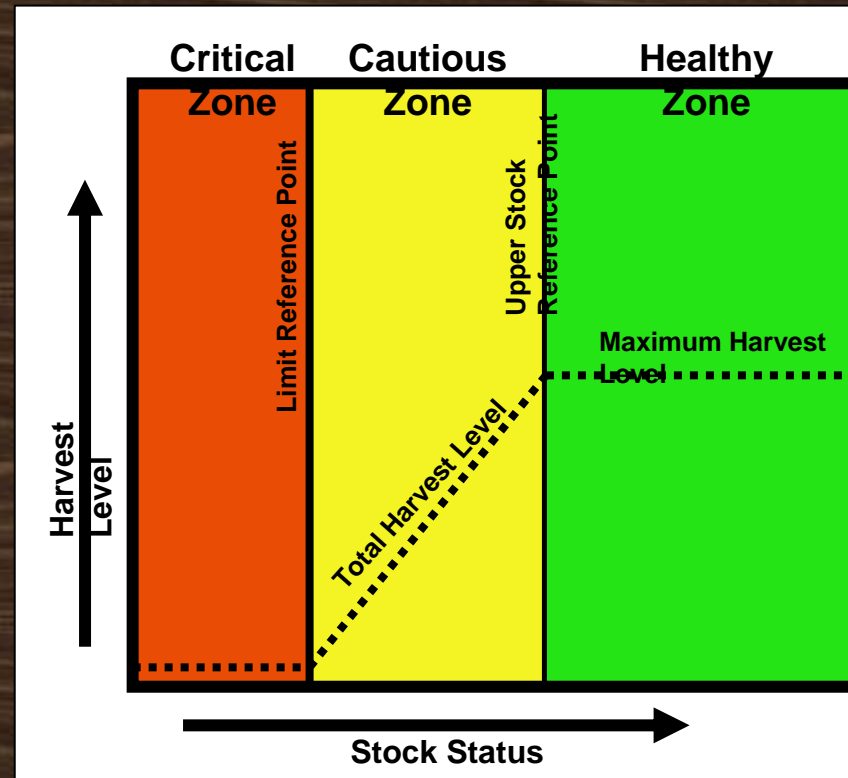 Critical
Zone
Cautious
Zone
Healthy
Zone
Limit Reference Point
Upper Stock
Reference Point
Maximum Harvest
Level
Total Harvest Level
Harvest
Level
Stock Status